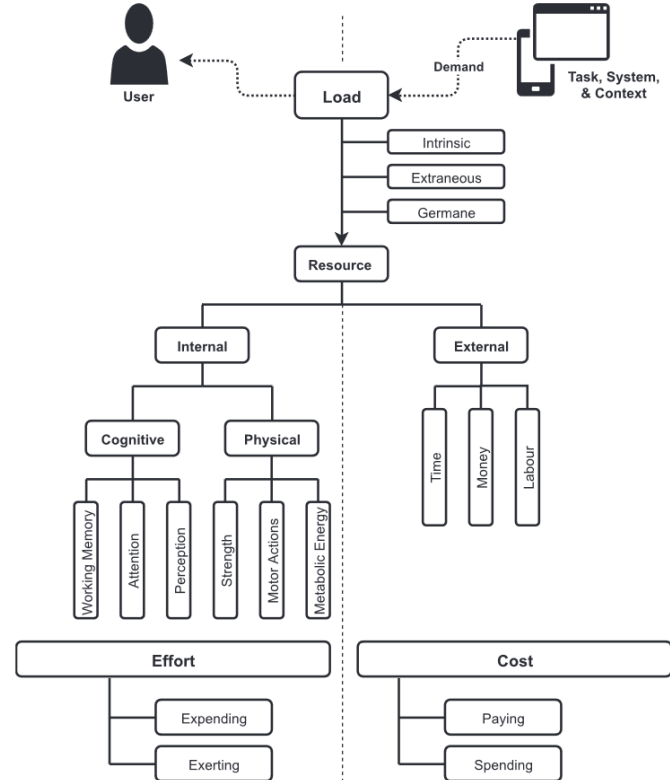 User
Load
Demand
Task, System,
& Context
Intrinsic
Extraneous
Germane
Resource
Internal
External
Cognitive
Physical
Time
Money
Labour
Working Memory
Attention
Perception
Strength
Motor Actions
Metabolic Energy
Effort
Cost
Expending
Paying
Exerting
Spending